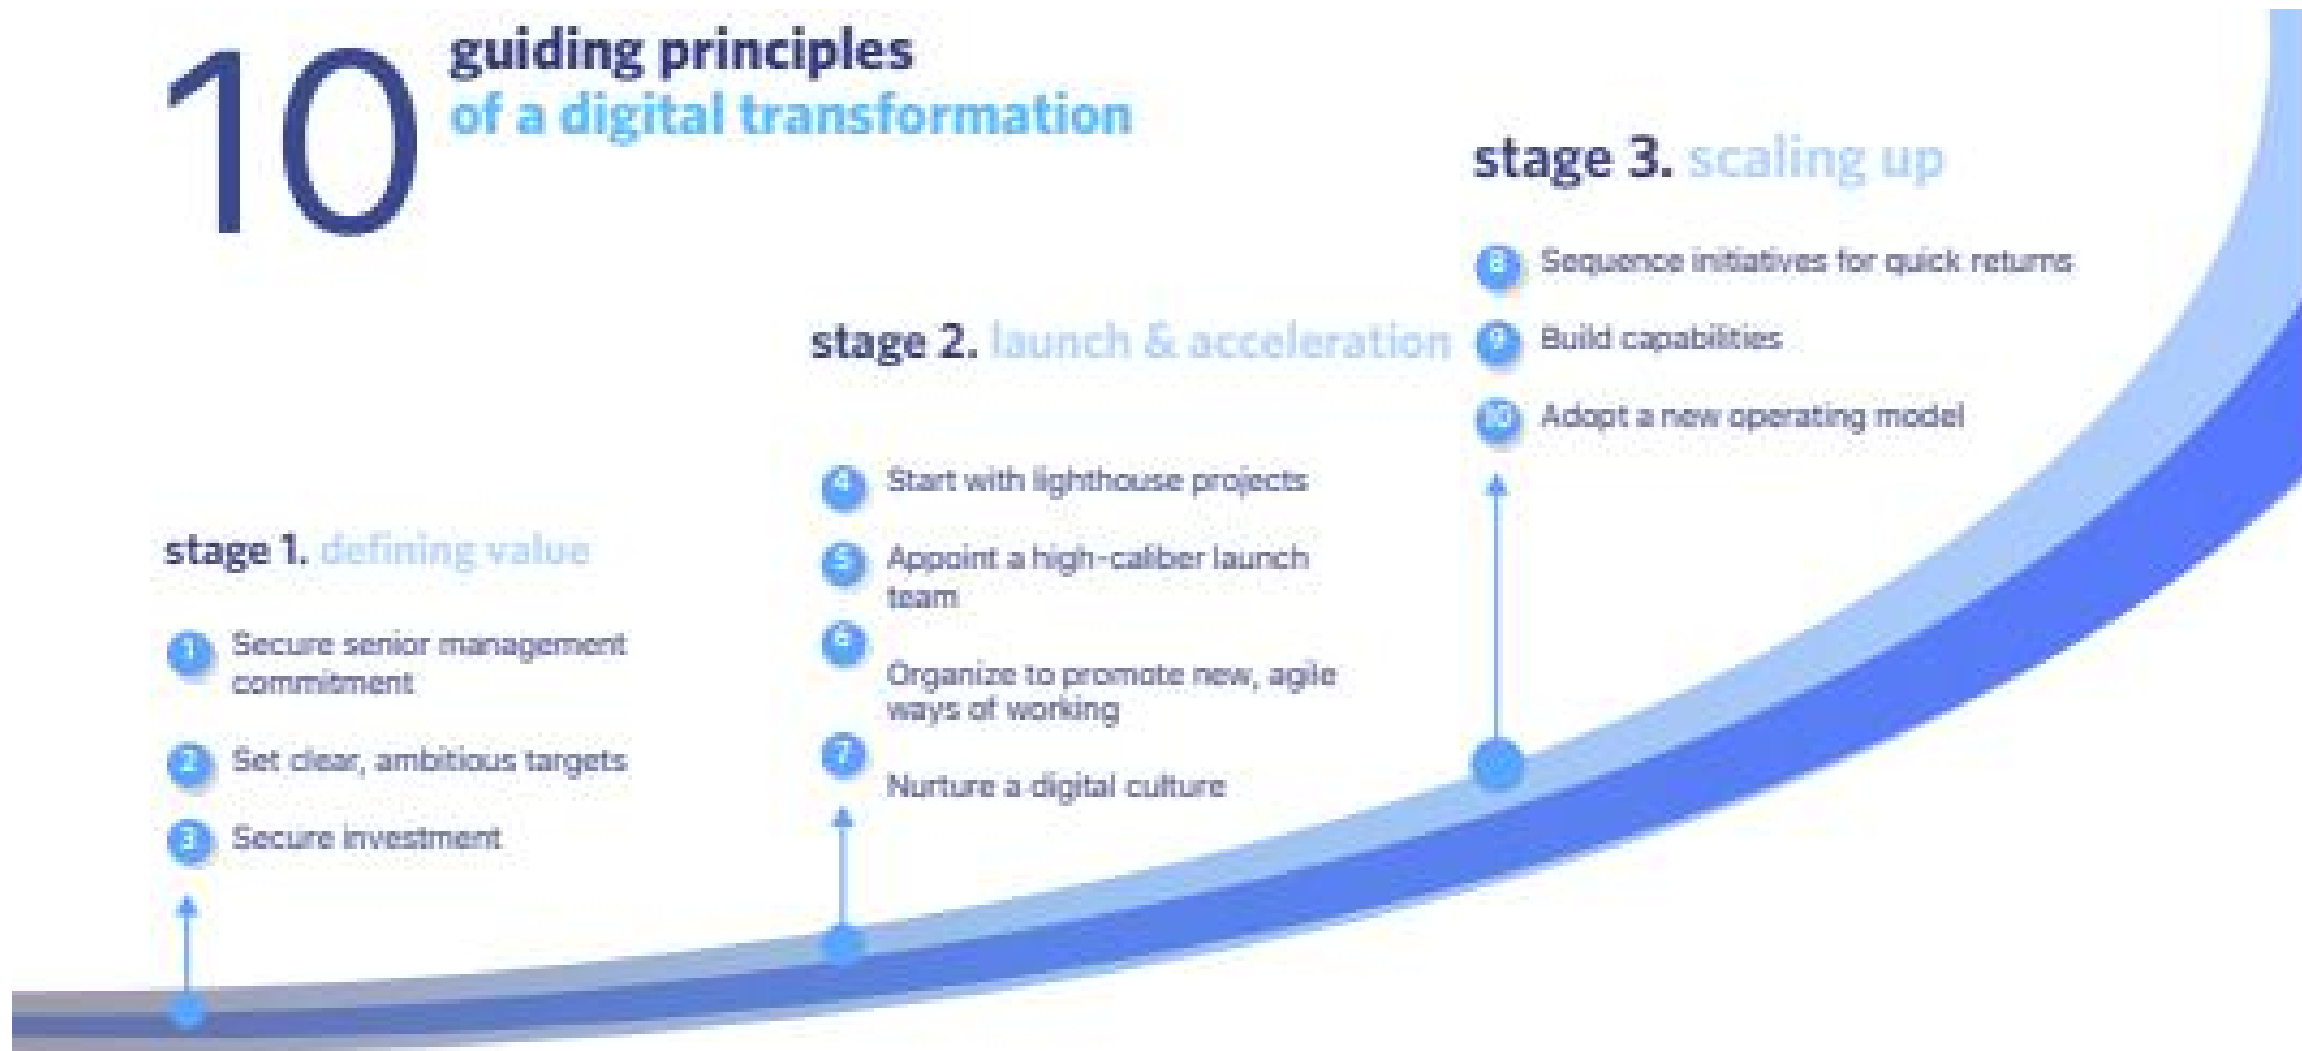 10
guiding principles
of a digital transformation
stage 1. defining value
1 Secure senior management
commitment
2 Set clear, ambitious targets
3 Secure investment
stage 2. launch & acceleration
4 Start with lighthouse projects
5 Appoint a high-caliber launch
team
6 Organize to promote new, agile
ways of working
7 Nurture a digital culture
stage 3. scaling up
8 Sequence initiatives for quick returns
9 Build capabilities
10 Adopt a new operating model